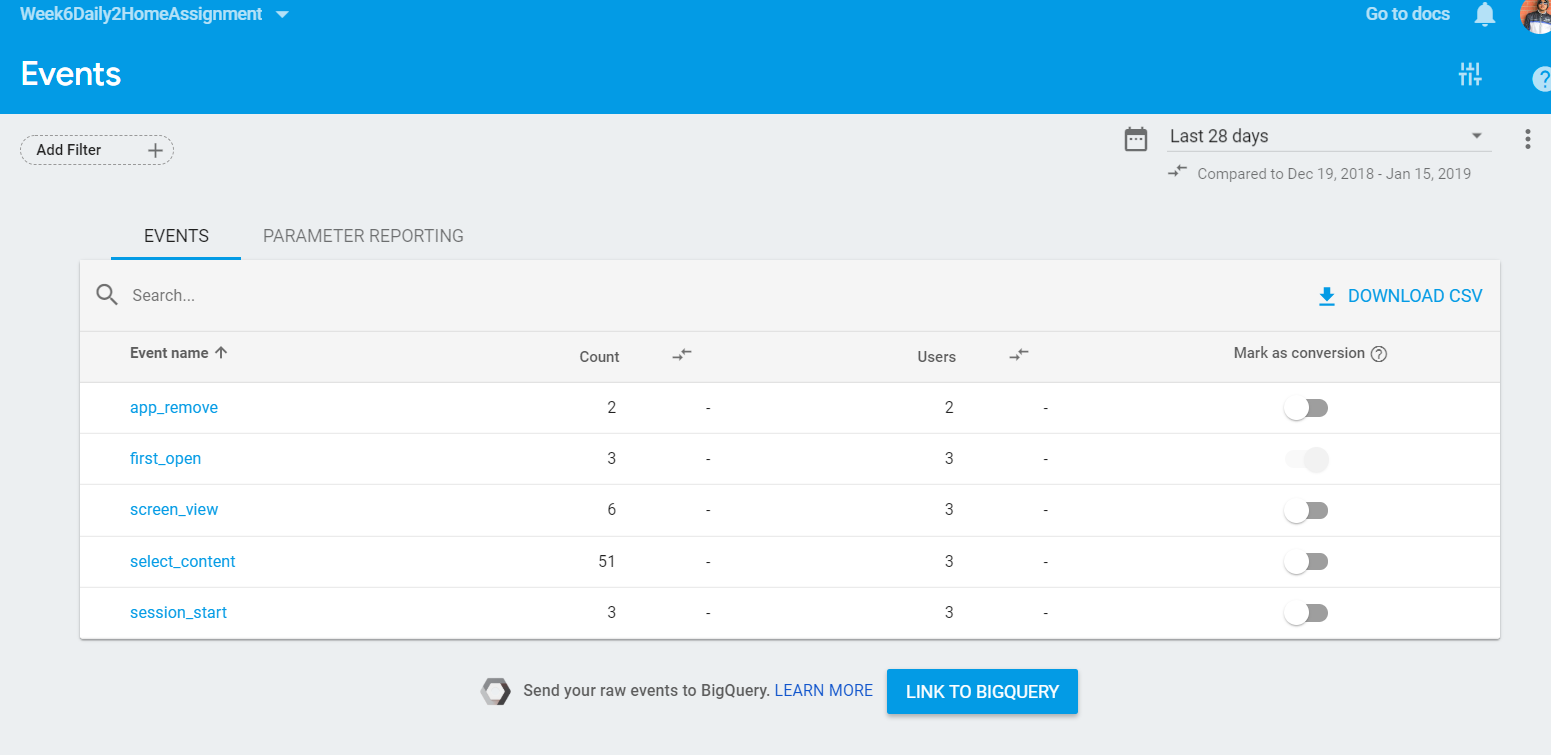 Week6Daily2HomeAssignment
Go to docs
Events
?
Add Filter
Last 28 days
Compared to Dec 19, 2018 - Jan 15, 2019
EVENTS PARAMETER REPORTING
Search...
DOWNLOAD CSV
Event name Count Users Mark as conversion ?
app_remove 2 - 2 -
first_open 3 - 3 -
screen_view 6 - 3 -
select_content 51 - 3 -
session_start 3 - 3 -
Send your raw events to BigQuery. LEARN MORE LINK TO BIGQUERY